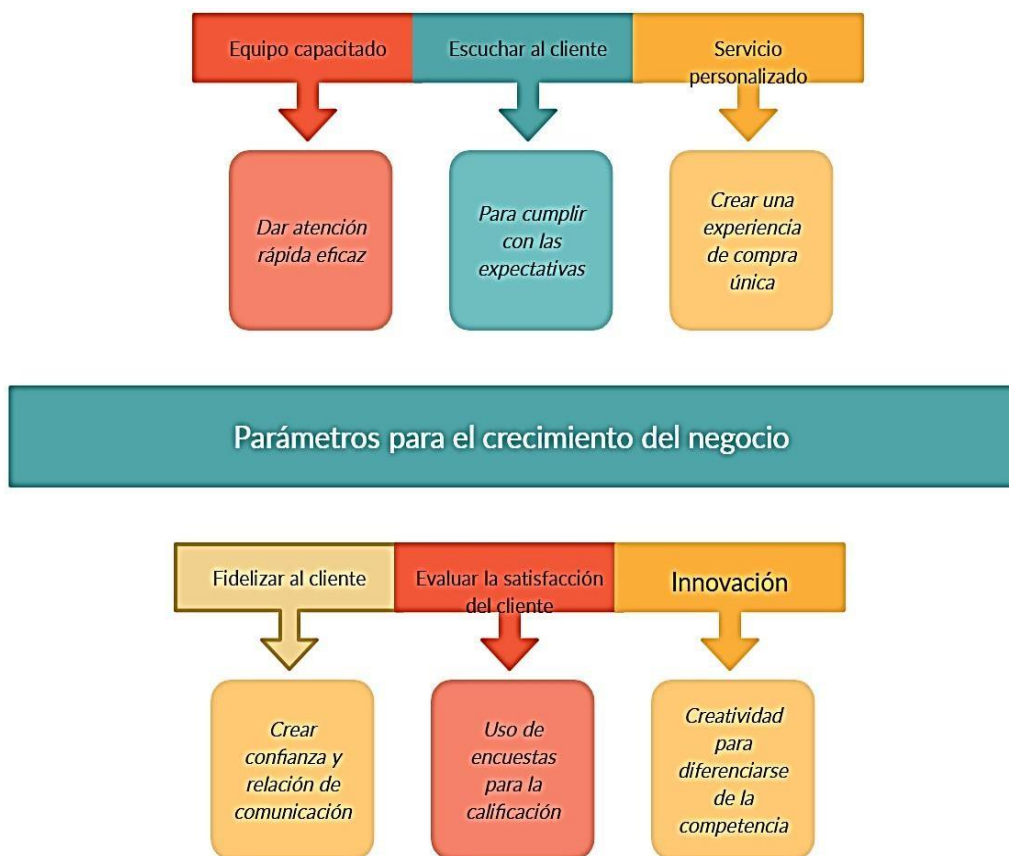 Equipo capacitado
Escuchar al cliente
Servicio
personalizado
Dar atención
rápida eficaz
Para cumplir
con las
expectativas
Crear una
experiencia
de compra
única
Parámetros para el crecimiento del negocio
Fidelizar al cliente
Evaluar la satisfacción
del cliente
Innovación
Crear
confianza y
relación de
comunicación
Uso de
encuestas
para la
calificación
Creatividad
para
diferenciarse
de la
competencia